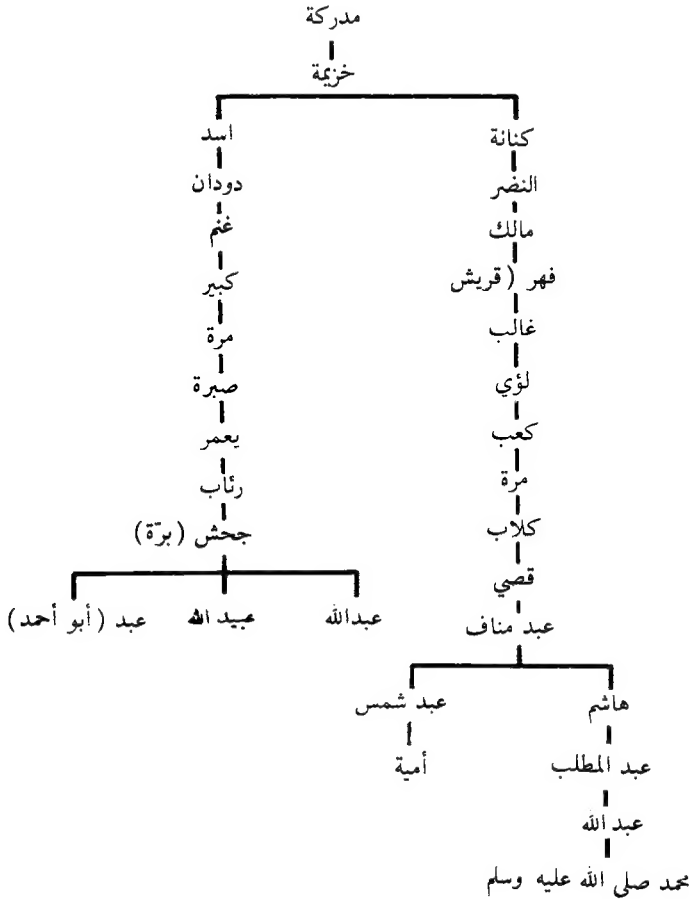 مدركة
خزيمة
كنانة
النضر
مالك
فهر (قريش
غالب
لؤي
كعب
مرة
كلاب
قصي
عبد مناف
هاشم
عبد المطلب
عبد الله
محمد صلى الله عليه وسلم
عبد شمس
أمية
اسد
دودان
غنم
كبير
مرة
صبرة
يعمر
رئاب
جحش (برّة)
عبدالله
عبيد الله
عبد (أبو أحمد)